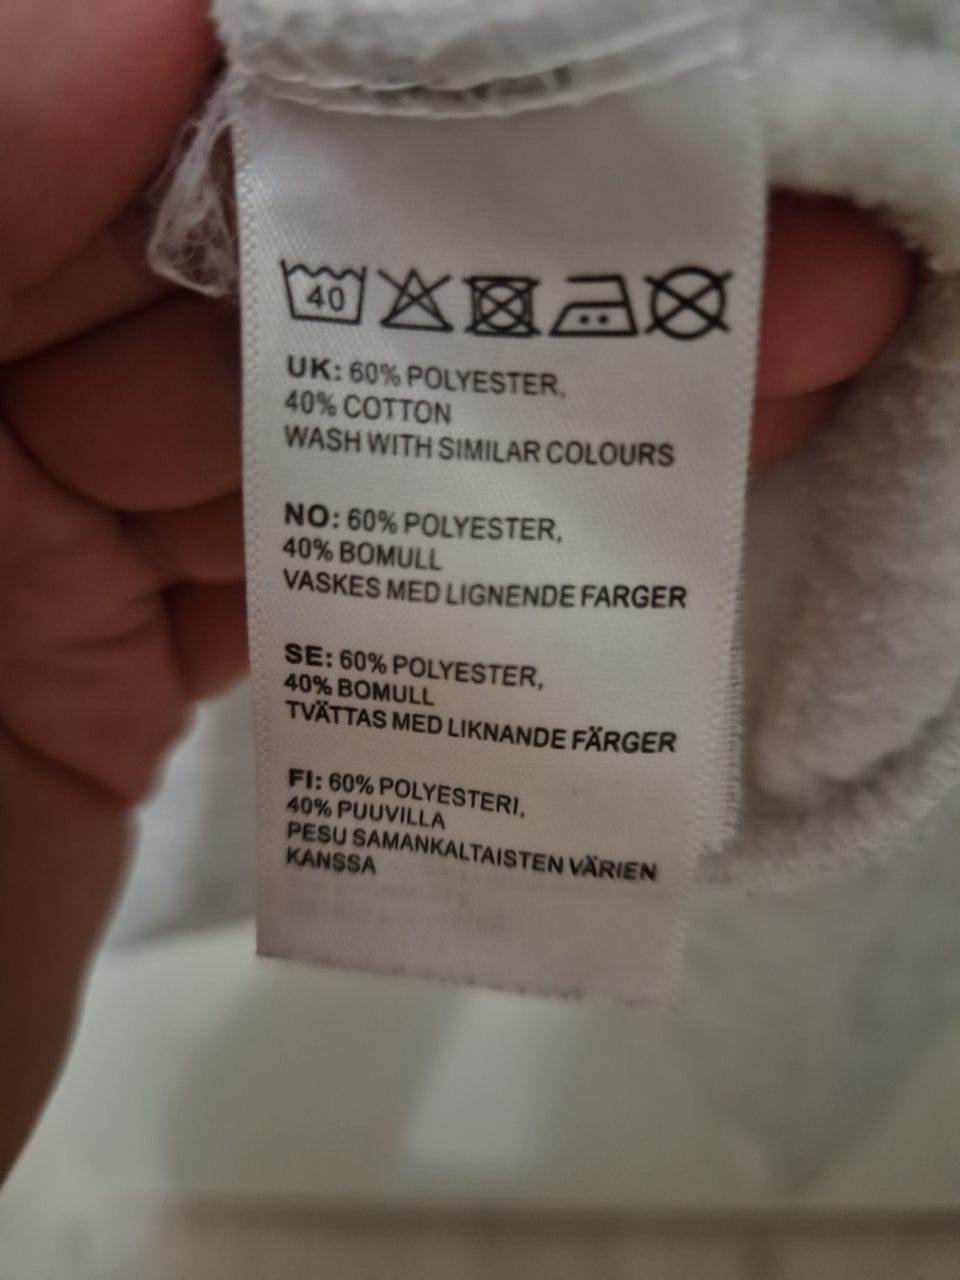 40
UK: 60% POLYESTER,
40% COTTON
WASH WITH SIMILAR COLOURS
NO: 60% POLYESTER,
40% BOMULL
VASKES MED LIGNENDE FARGER
SE: 60% POLYESTER,
40% BOMULL
TVÄTTAS MED LIKNANDE FÄRGER
FI: 60% POLYESTERI,
40% PUUVILLA
PESU SAMANKALTAISTEN VÄRIEN
KANSSA